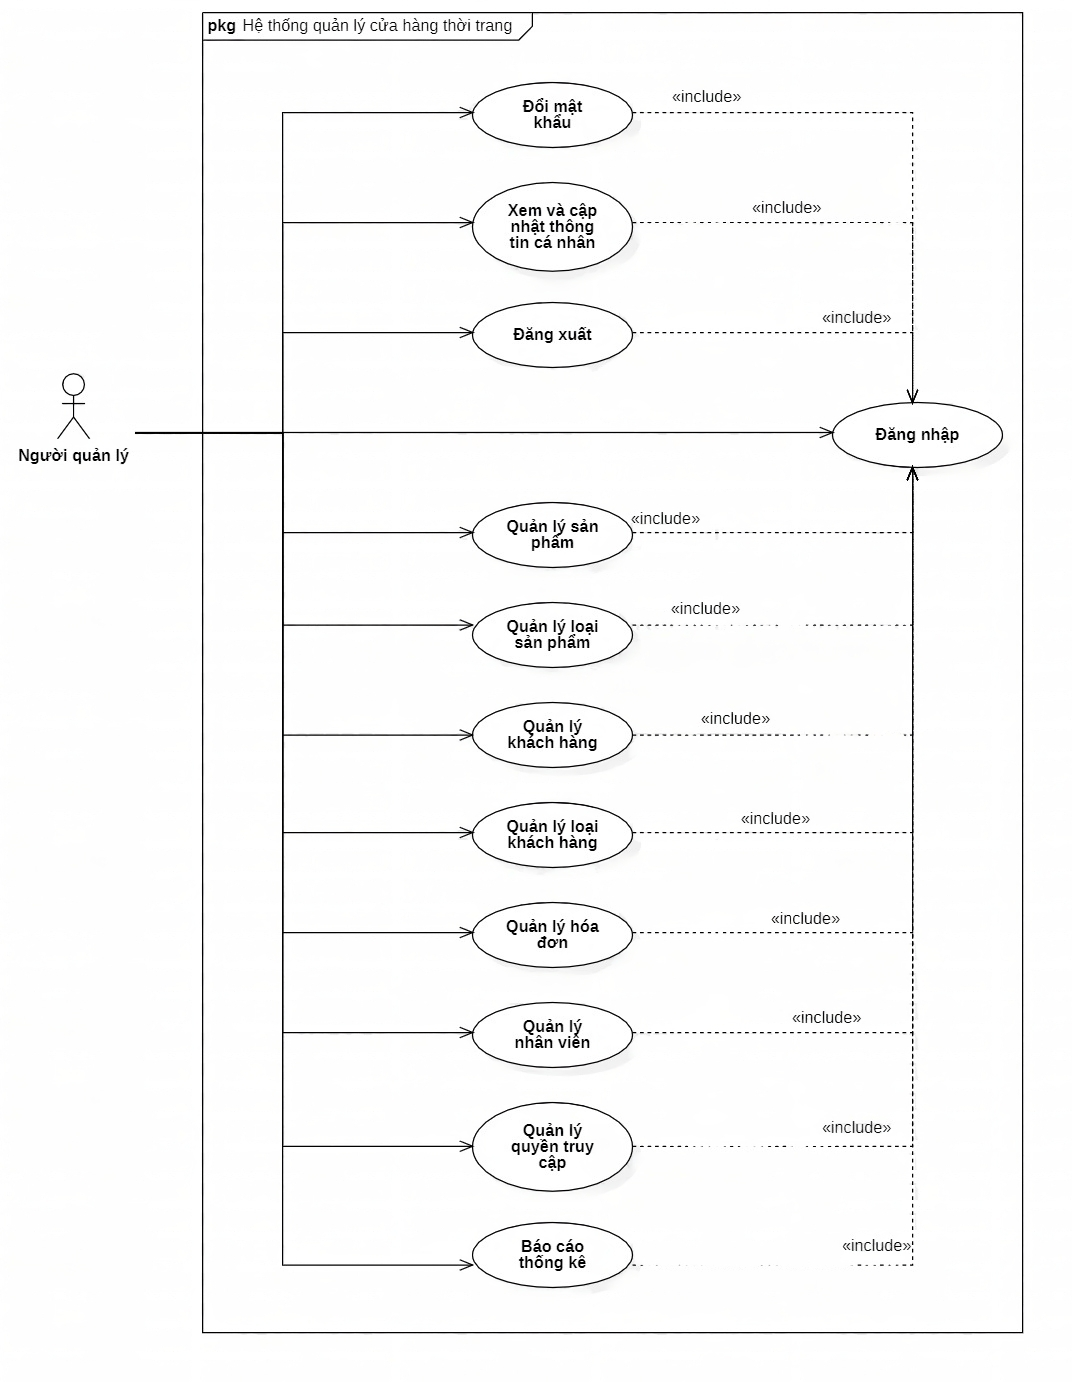 pkg Hệ thống quản lý cửa hàng thời trang
Đổi mật
khẩu
«include»
Xem và cập
nhật thông
tin cá nhân
«include»
Đăng xuất
«include»
Người quản lý
Đăng nhập
Quản lý sản
phẩm
«include»
Quản lý loại
sản phẩm
«include»
Quản lý
khách hàng
«include»
Quản lý loại
khách hàng
«include»
Quản lý hóa
đơn
«include»
Quản lý
nhân viên
«include»
Quản lý
quyền truy
cập
«include»
Báo cáo
thống kê
«include»